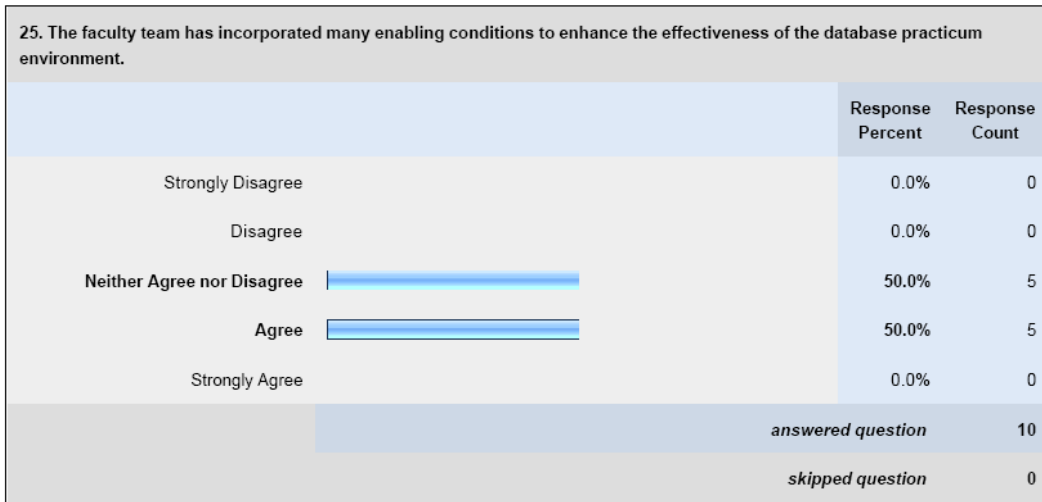 25. The faculty team has incorporated many enabling conditions to enhance the effectiveness of the database practicum
environment.
Response Percent Response Count
Strongly Disagree 0.0% 0
Disagree 0.0% 0
Neither Agree nor Disagree 50.0% 5
Agree 50.0% 5
Strongly Agree 0.0% 0
answered question 10
skipped question 0